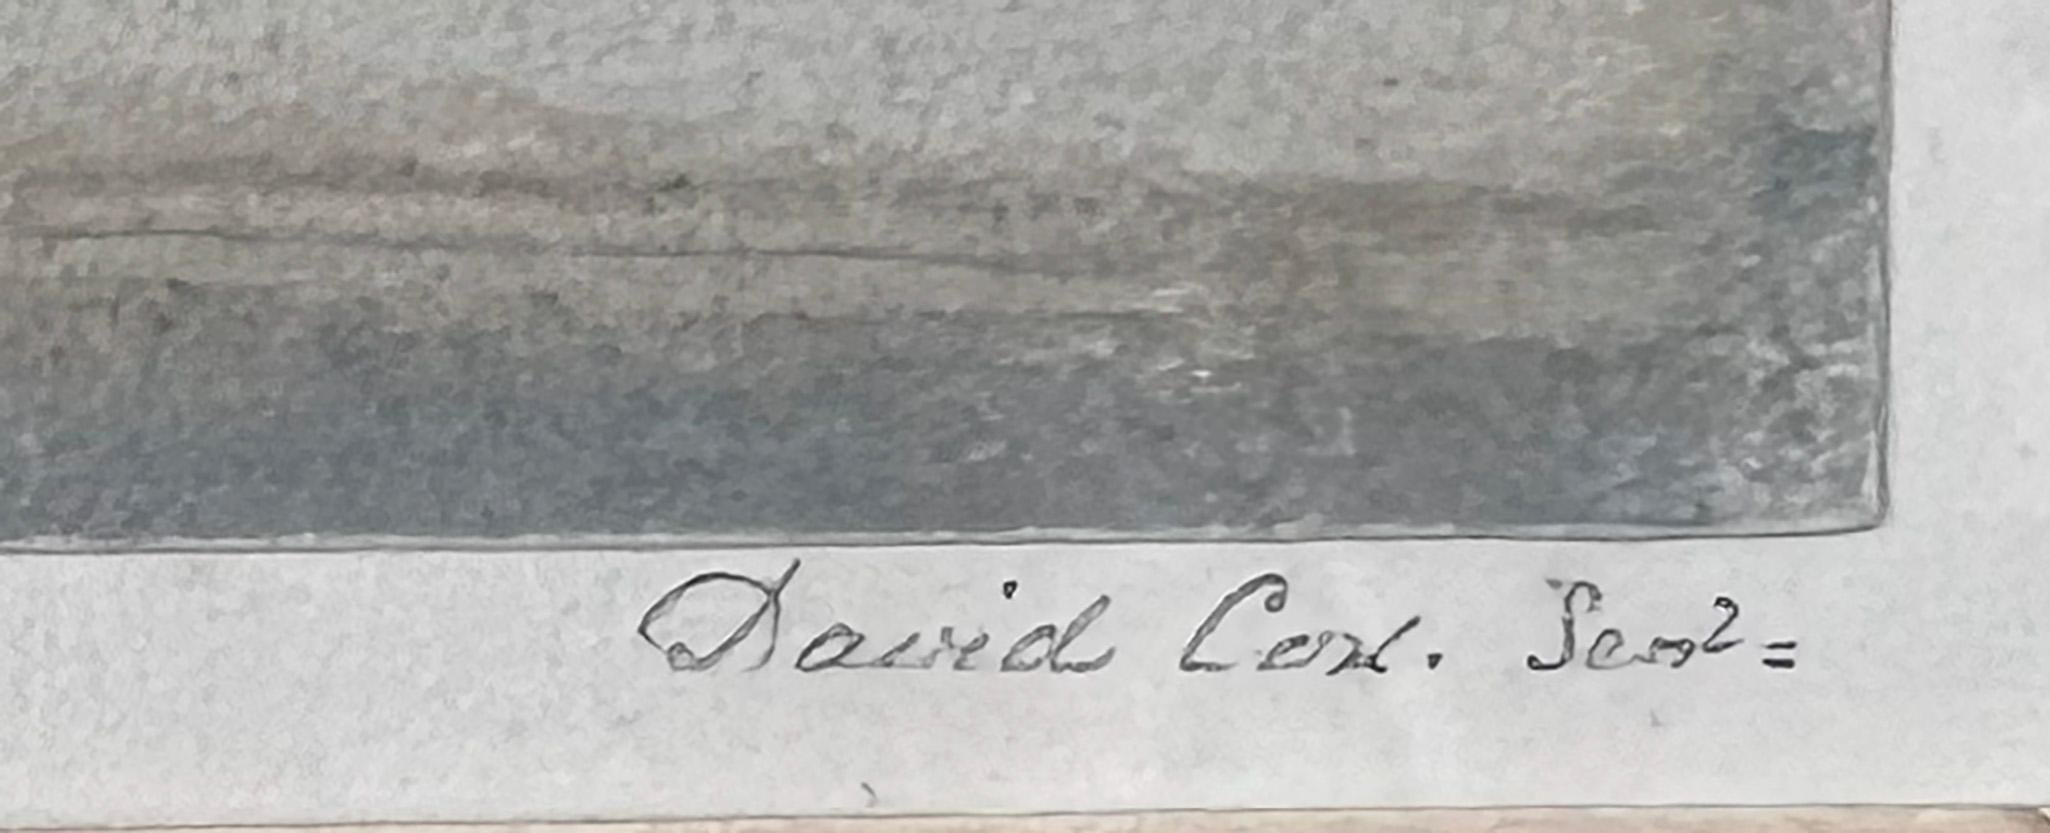 David Cox. Senr=